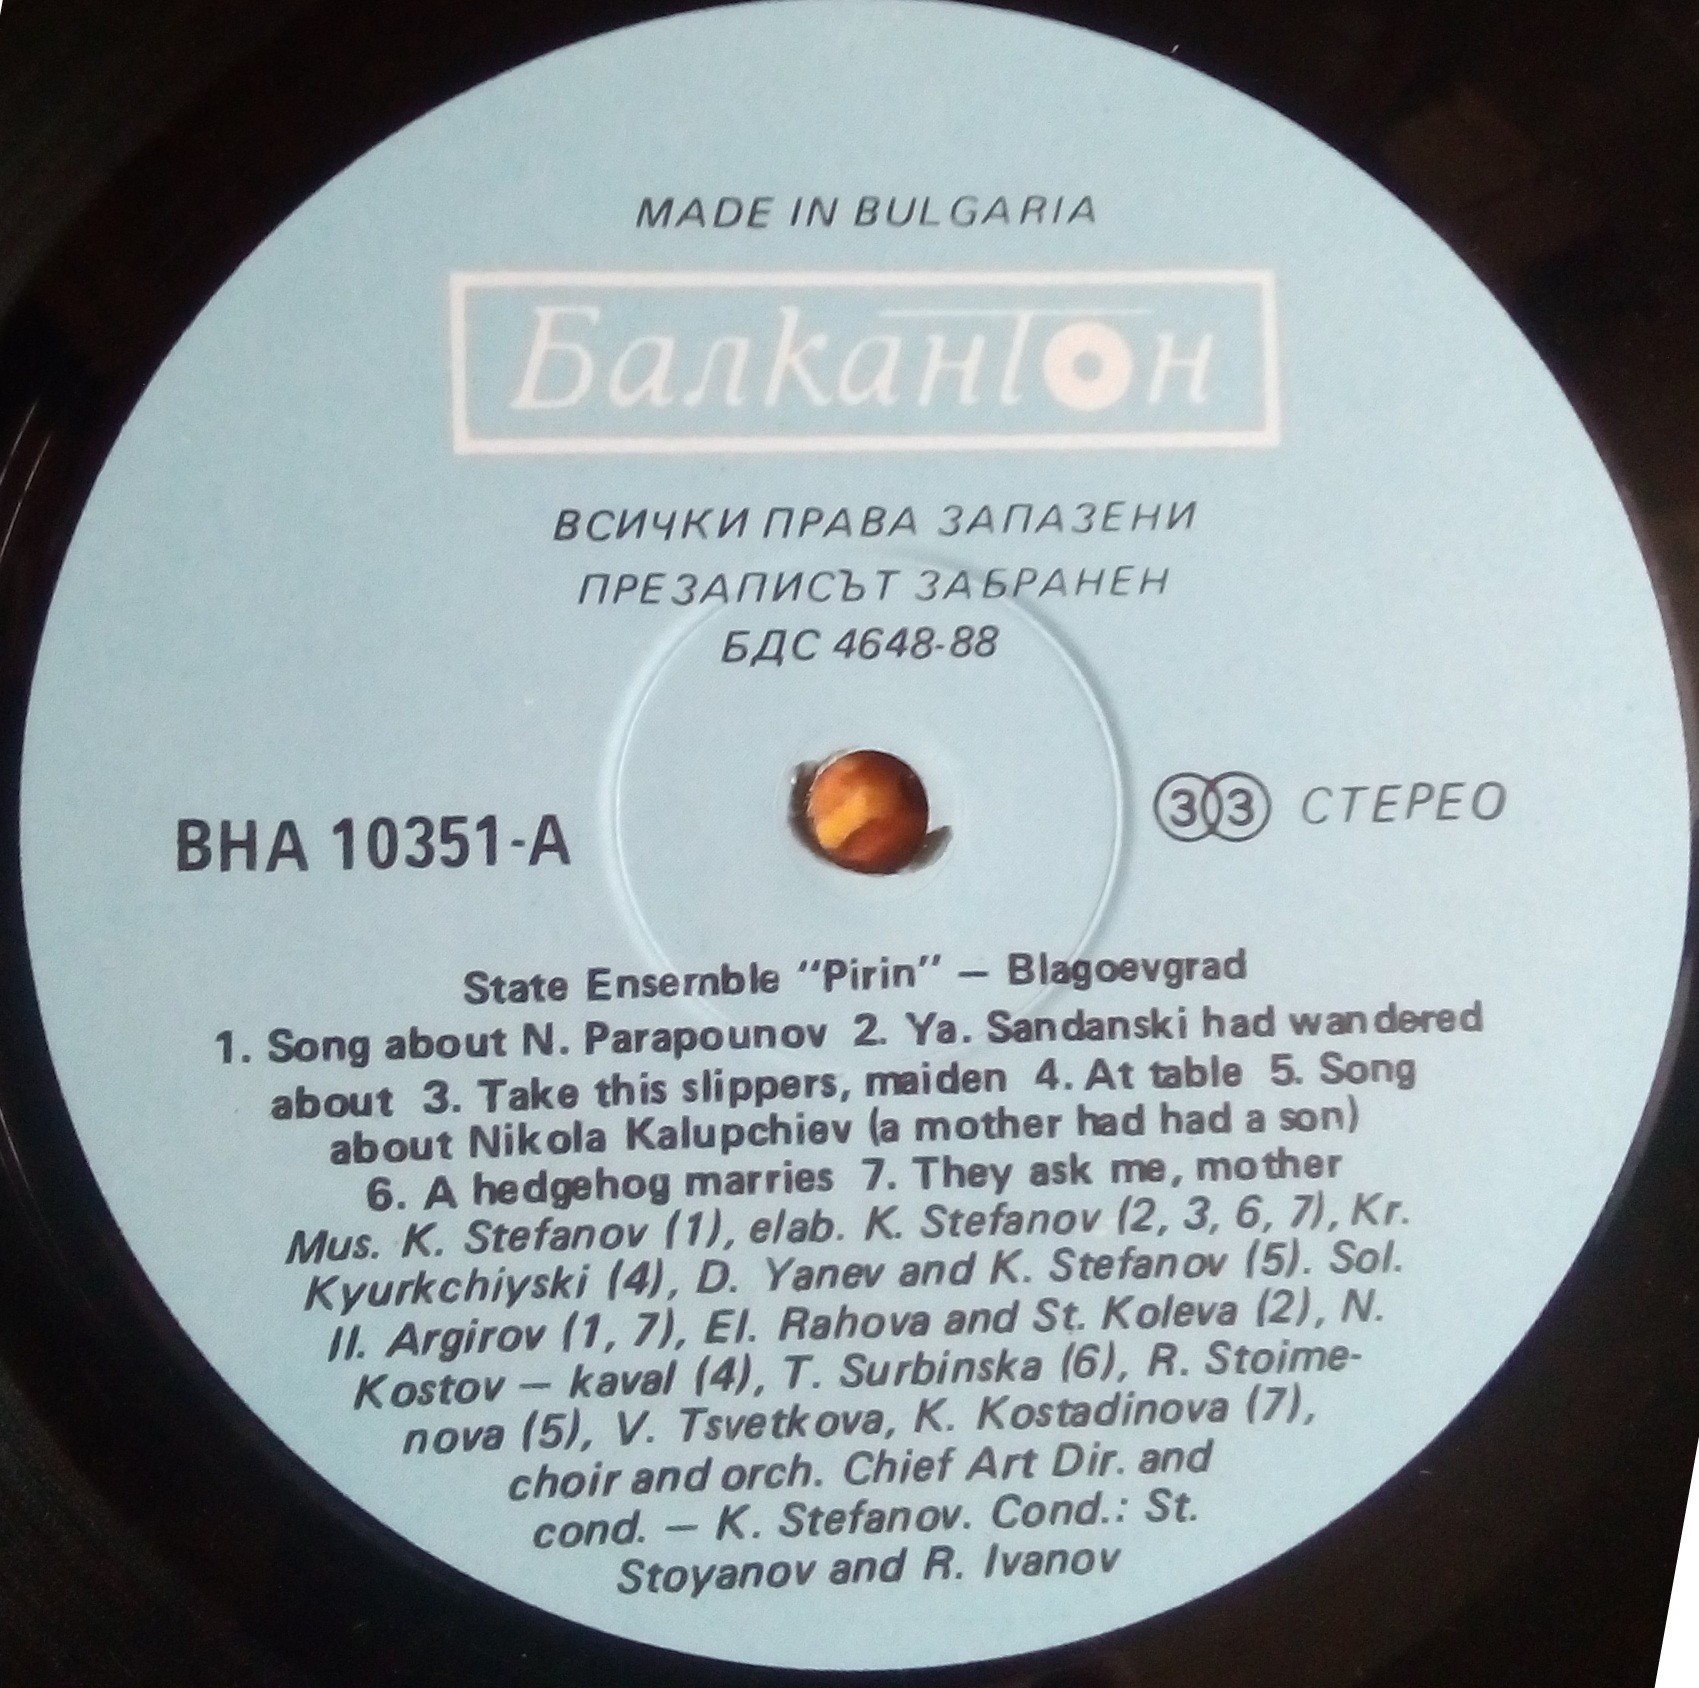 MADE IN BULGARIA
Балкантон
ВСИЧКИ ПРАВА ЗАПАЗЕНИ
ПРЕЗАПИСЪТ ЗАБРАНЕН
БДС 4648-88
ВНА 10351-А
33 СТЕРЕО
State Ensemble "Pirin" — Blagoevgrad
1. Song about N. Parapounov 2. Ya. Sandanski had wandered
about 3. Take this slippers, maiden 4. At table 5. Song
about Nikola Kalupchiev (a mother had had a son)
6. A hedgehog marries 7. They ask me, mother
Mus. K. Stefanov (1), elab. K. Stefanov (2, 3, 6, 7), Kr.
Kyurkchiyski (4), D. Yanev and K. Stefanov (5). Sol.
Il. Argirov (1, 7), El. Rahova and St. Koleva (2), N.
Kostov — kaval (4), T. Surbinska (6), R. Stoime-
nova (5), V. Tsvetkova, K. Kostadinova (7),
choir and orch. Chief Art Dir. and
cond. — K. Stefanov. Cond.: St.
Stoyanov and R. Ivanov